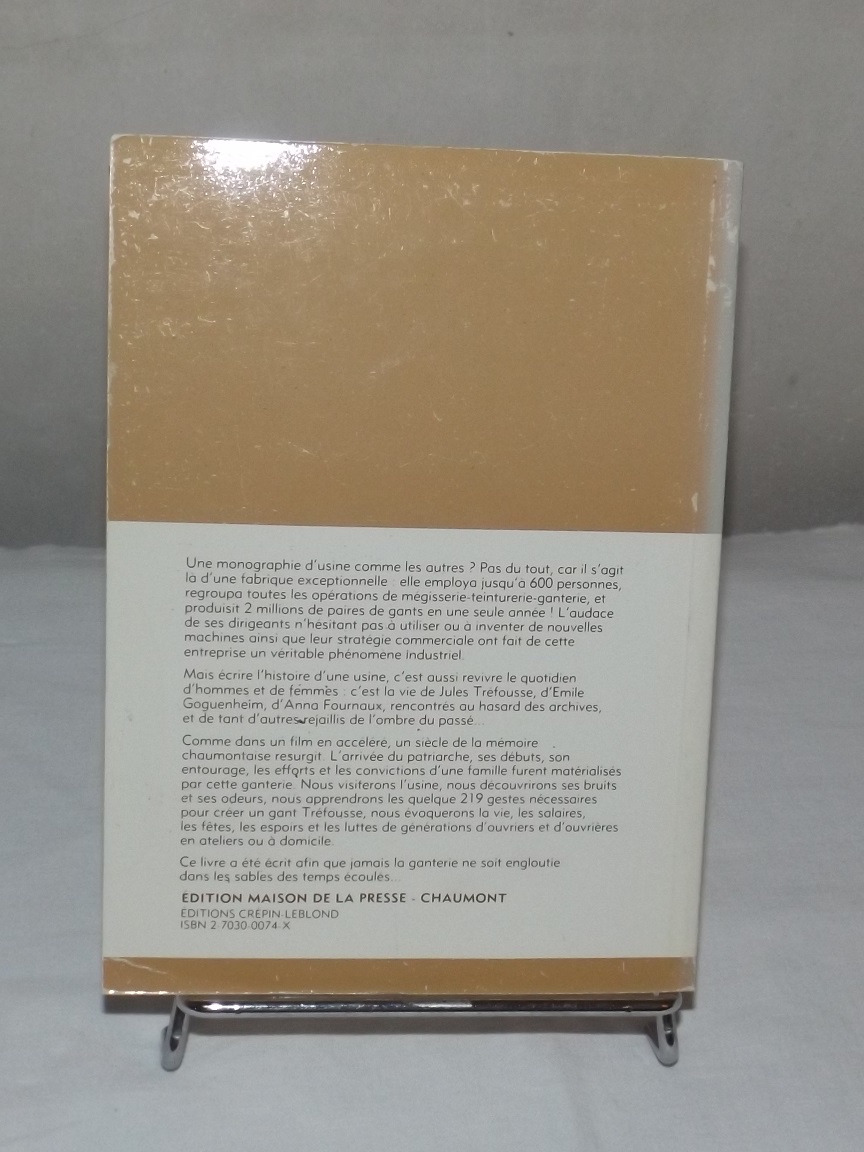 Une monographie d'usine comme les autres ? Pas du tout, car il s'agit
là d'une fabrique exceptionnelle : elle employa jusqu'à 600 personnes,
regroupa toutes les opérations de mégisserie-teinturerie-ganterie, et
produisit 2 millions de paires de gants en une seule année ! L'audace
de ses dirigeants n'hésitant pas à utiliser ou à inventer de nouvelles
machines ainsi que leur stratégie commerciale ont fait de cette
entreprise un véritable phénomène industriel.
Mais écrire l'histoire d'une usine, c'est aussi revivre le quotidien
d'hommes et de femmes : c'est la vie de Jules Tréfousse, d'Emile
Goguenheim, d'Anna Fournaux, rencontrés au hasard des archives,
et de tant d'autres rejaillis de l'ombre du passé...
Comme dans un film en accéléré, un siècle de la mémoire
chaumontaise resurgit. L'arrivée du patriarche, ses débuts, son
entourage, les efforts et les convictions d'une famille furent matérialisés
par cette ganterie. Nous visiterons l'usine, nous découvrirons ses bruits
et ses odeurs, nous apprendrons les quelque 219 gestes nécessaires
pour créer un gant Tréfousse, nous évoquerons la vie, les salaires,
les fêtes, les espoirs et les luttes de générations d'ouvriers et d'ouvrières
en ateliers ou à domicile.
Ce livre a été écrit afin que jamais la ganterie ne soit engloutie
dans les sables des temps écoulés...
ÉDITION MAISON DE LA PRESSE - CHAUMONT
ÉDITIONS CRÉPIN-LEBLOND
ISBN 2-7030-0074-X